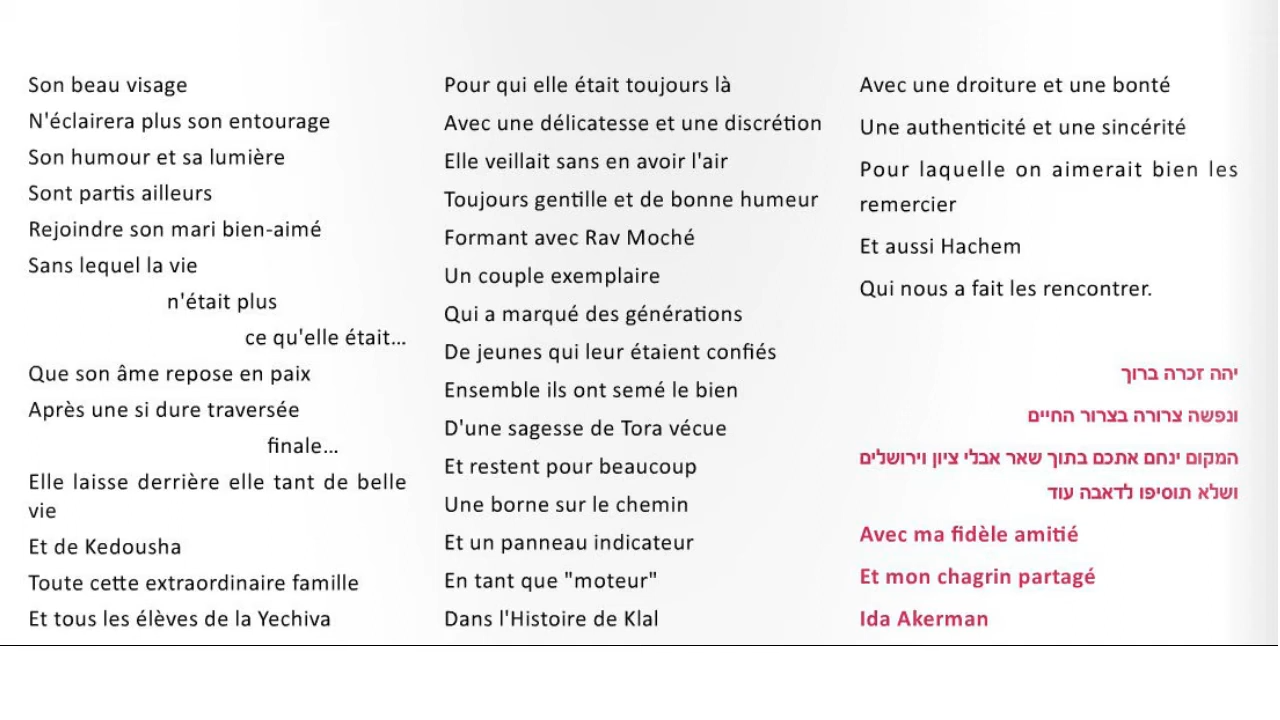 Son beau visage
N'éclairera plus son entourage
Son humour et sa lumière
Sont partis ailleurs
Rejoindre son mari bien-aimé
Sans lequel la vie
n'était plus
ce qu'elle était...
Que son âme repose en paix
Après une si dure traversée
finale...
Elle laisse derrière elle tant de belle
vie
Et de Kedousha
Toute cette extraordinaire famille
Et tous les élèves de la Yechiva
Pour qui elle était toujours là
Avec une délicatesse et une discrétion
Elle veillait sans en avoir l'air
Toujours gentille et de bonne humeur
Formant avec Rav Moché
Un couple exemplaire
Qui a marqué des générations
De jeunes qui leur étaient confiés
Ensemble ils ont semé le bien
D'une sagesse de Tora vécue
Et restent pour beaucoup
Une borne sur le chemin
Et un panneau indicateur
En tant que "moteur"
Dans l'Histoire de Klal
Avec une droiture et une bonté
Une authenticité et une sincérité
Pour laquelle on aimerait bien les
remercier
Et aussi Hachem
Qui nous a fait les rencontrer.
יהה זכרה ברוך
ונפשה צרורה בצרור החיים
המקום ינחם אתכם בתוך שאר אבלי ציון וירושלים
ושלא תוסיפו לדאבה עוד
Avec ma fidèle amitié
Et mon chagrin partagé
Ida Akerman